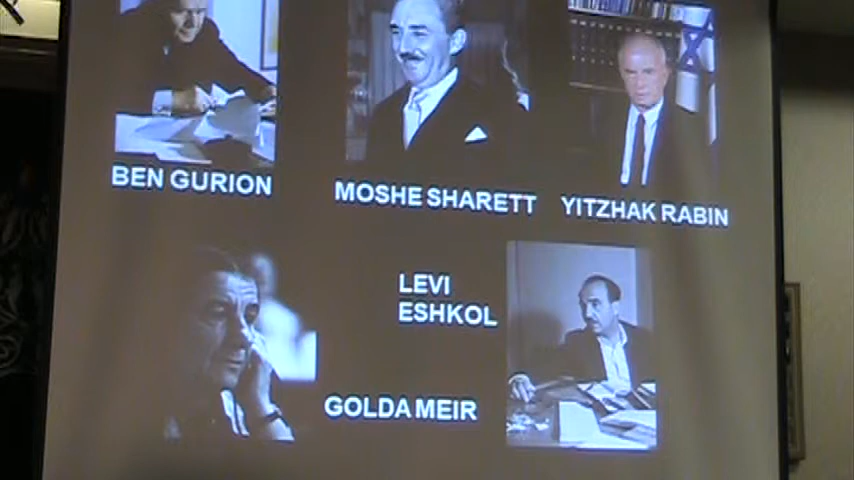 BEN GURION
MOSHE SHARETT
YITZHAK RABIN
LEVI
ESHKOL
GOLDA MEIR